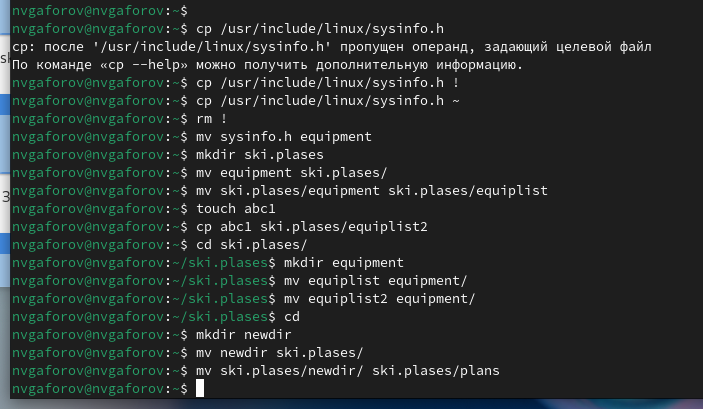 nvgaforov@nvgaforov:~$
nvgaforov@nvgaforov:~$ cp /usr/include/linux/sysinfo.h
cp: после '/usr/include/linux/sysinfo.h' пропущен операнд, задающий целевой файл
По команде «cp --help» можно получить дополнительную информацию.
nvgaforov@nvgaforov:~$ cp /usr/include/linux/sysinfo.h !
nvgaforov@nvgaforov:~$ cp /usr/include/linux/sysinfo.h ~
nvgaforov@nvgaforov:~$ rm !
nvgaforov@nvgaforov:~$ mv sysinfo.h equipment
nvgaforov@nvgaforov:~$ mkdir ski.plases
nvgaforov@nvgaforov:~$ mv equipment ski.plases/
nvgaforov@nvgaforov:~$ mv ski.plases/equipment ski.plases/equiplist
nvgaforov@nvgaforov:~$ touch abc1
nvgaforov@nvgaforov:~$ cp abc1 ski.plases/equiplist2
nvgaforov@nvgaforov:~$ cd ski.plases/
nvgaforov@nvgaforov:~/ski.plases$ mkdir equipment
nvgaforov@nvgaforov:~/ski.plases$ mv equiplist equipment/
nvgaforov@nvgaforov:~/ski.plases$ mv equiplist2 equipment/
nvgaforov@nvgaforov:~/ski.plases$ cd
nvgaforov@nvgaforov:~$ mkdir newdir
nvgaforov@nvgaforov:~$ mv newdir ski.plases/
nvgaforov@nvgaforov:~$ mv ski.plases/newdir/ ski.plases/plans
nvgaforov@nvgaforov:~$